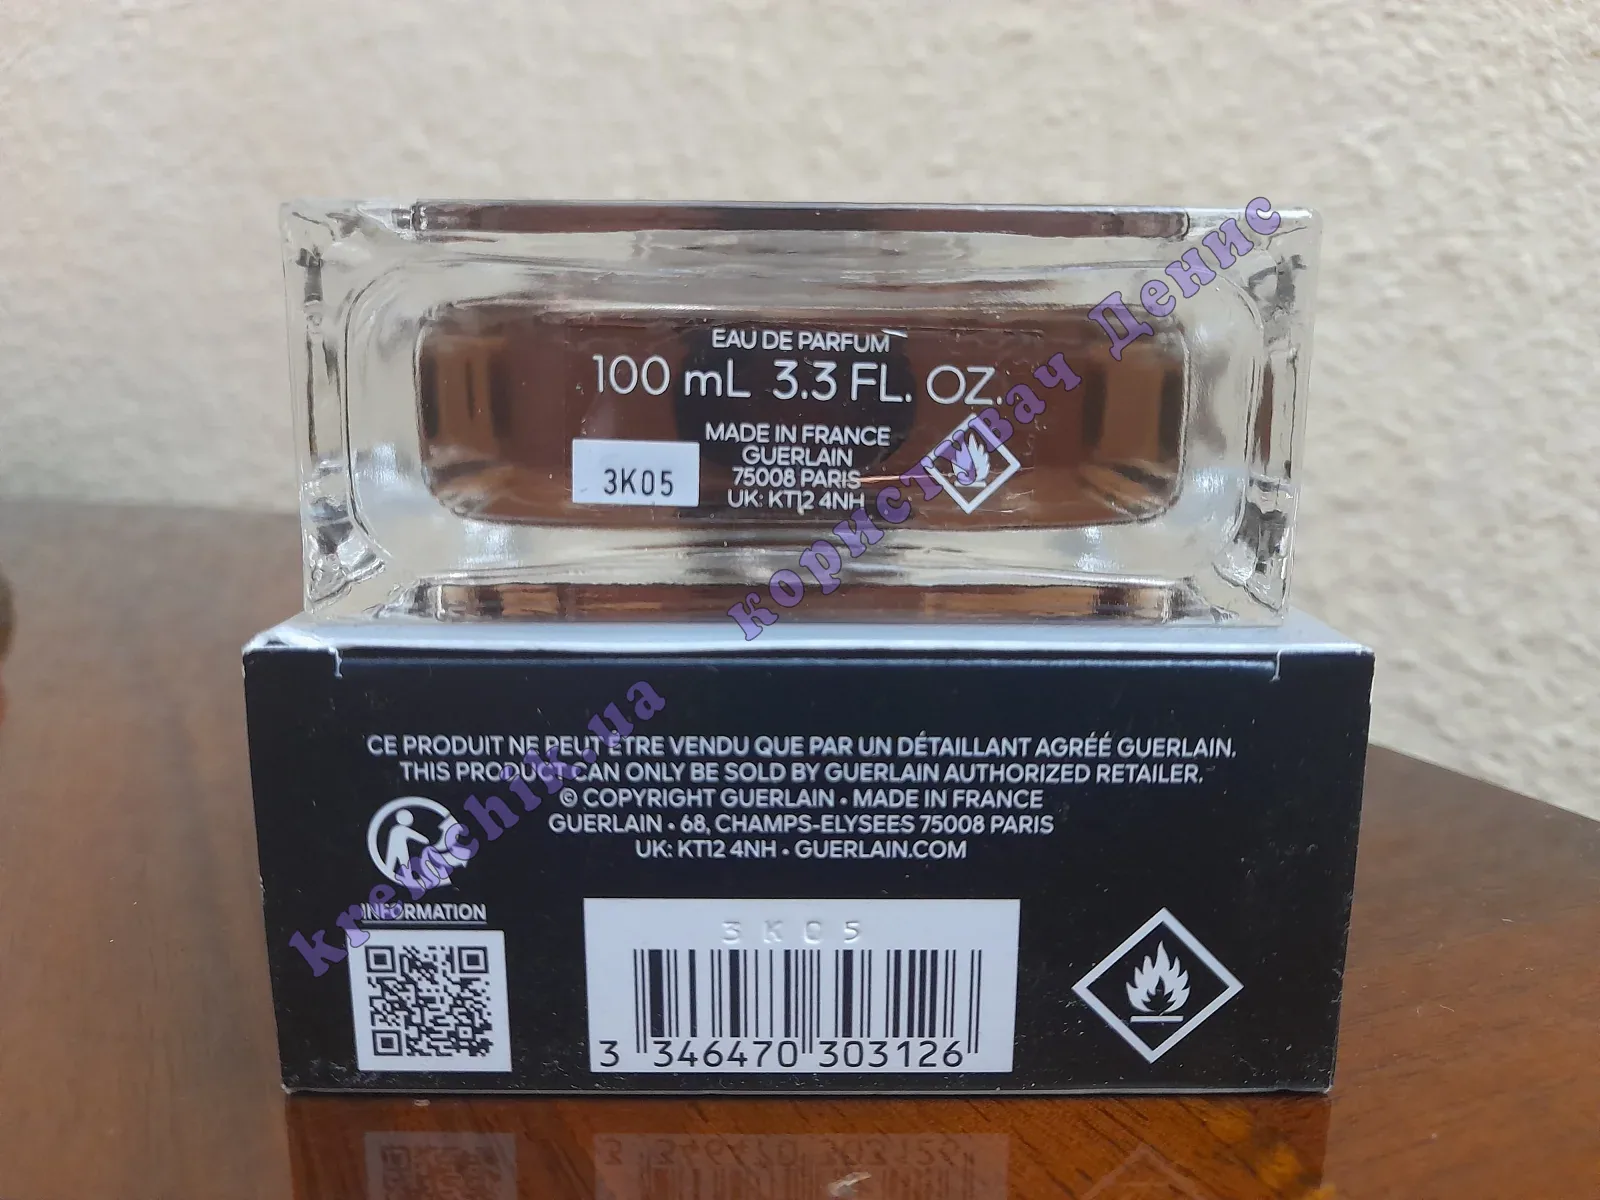 EAU DE PARFUM
100 mL 3.3 FL. OZ.
MADE IN FRANCE
GUERLAIN
75008 PARIS
UK: KT12 4NH
3K05
користувач Денис
kremchik.ua
CE PRODUIT NE PEUT ETRE VENDU QUE PAR UN DÉTAILLANT AGRÉÉ GUERLAIN.
THIS PRODUCT CAN ONLY BE SOLD BY GUERLAIN AUTHORIZED RETAILER.
© COPYRIGHT GUERLAIN • MADE IN FRANCE
GUERLAIN • 68, CHAMPS-ELYSEES 75008 PARIS
UK: KT12 4NH • GUERLAIN.COM
INFORMATION
3K05
3 346470 303126